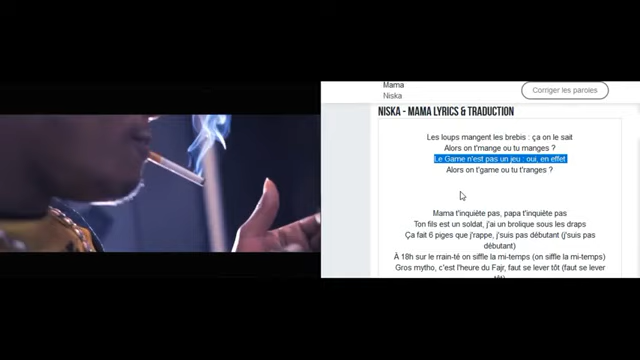 Mama
Niska
Corriger les paroles
NISKA - MAMA LYRICS & TRADUCTION
Les loups mangent les brebis : ça on le sait
Alors on t'mange ou tu manges ?
Le Game n'est pas un jeu : oui, en effet
Alors on t'game ou t'ranges ?
Mama t'inquiète pas, papa t'inquiète pas
Ton fils est un soldat, j'ai un brolique sous les draps
Ça fait 6 piges que j'rappe, j'suis pas débutant (j'suis pas
débutant)
À 18h sur le rrain-té on siffle la mi-temps (on siffle la mi-temps)
Gros mytho, c'est l'heure du Fajr, faut se lever tôt (faut se lever